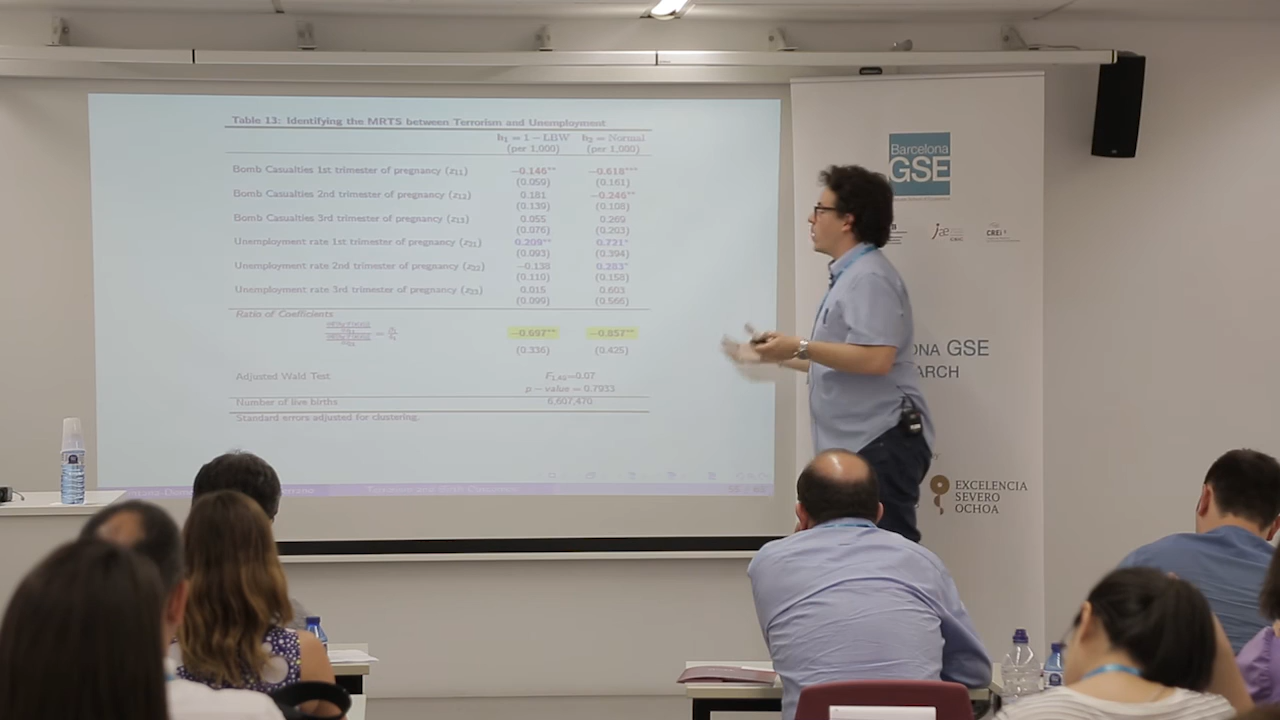 Table 13: Identifying the MRTS between Terrorism and Unemployment
h₁ = 1 − LBW h₂ = Normal
(per 1,000) (per 1,000)
Bomb Casualties 1st trimester of pregnancy (z₁₁) −0.146** −0.618***
(0.059) (0.161)
Bomb Casualties 2nd trimester of pregnancy (z₁₂) 0.181 −0.246**
(0.139) (0.108)
Bomb Casualties 3rd trimester of pregnancy (z₁₃) 0.055 0.269
(0.076) (0.203)
Unemployment rate 1st trimester of pregnancy (z₂₁) 0.209** 0.721*
(0.093) (0.394)
Unemployment rate 2nd trimester of pregnancy (z₂₂) −0.138 0.283*
(0.110) (0.158)
Unemployment rate 3rd trimester of pregnancy (z₂₃) 0.015 0.603
(0.099) (0.566)
Ratio of Coefficients
−0.697** −0.857**
(0.336) (0.425)
Adjusted Wald Test
p − value = 0.7933
Number of live births 6,607,470
Standard errors adjusted for clustering.
Terrorism and
Barcelona
GSE
CREi
ONA GSE
ARCH
EXCELENCIA
SEVERO
OCHOA